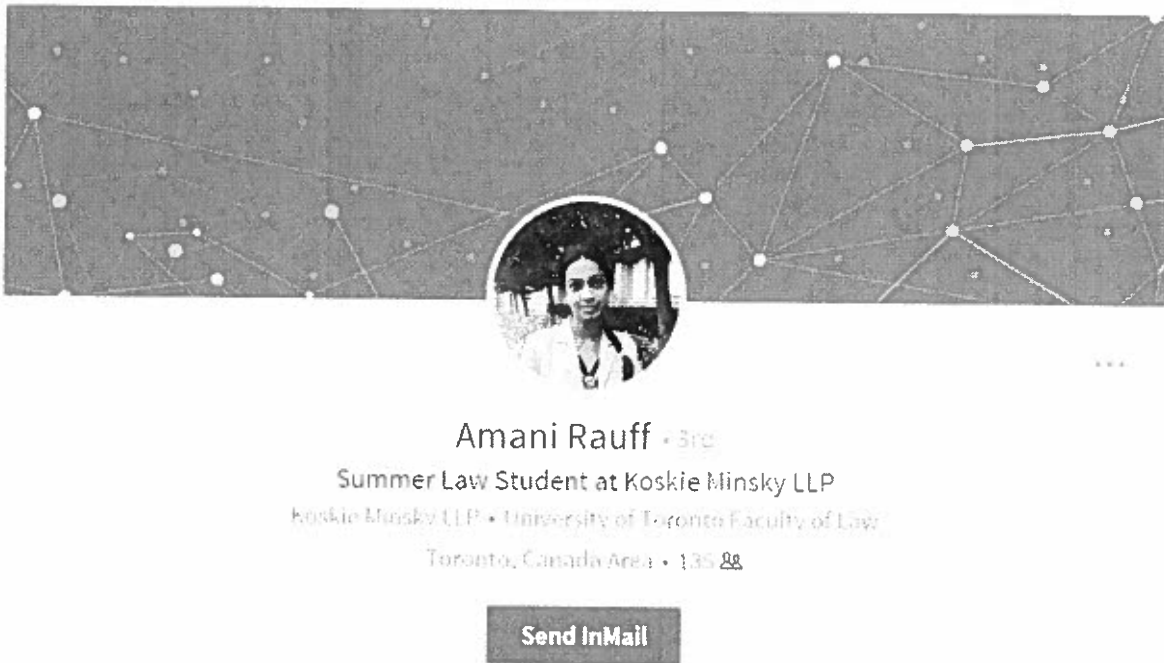 Amani Rauff • 3rd
Summer Law Student at Koskie Minsky LLP
Koskie Minsky LLP • University of Toronto Faculty of Law
Toronto, Canada Area • 135
Send InMail